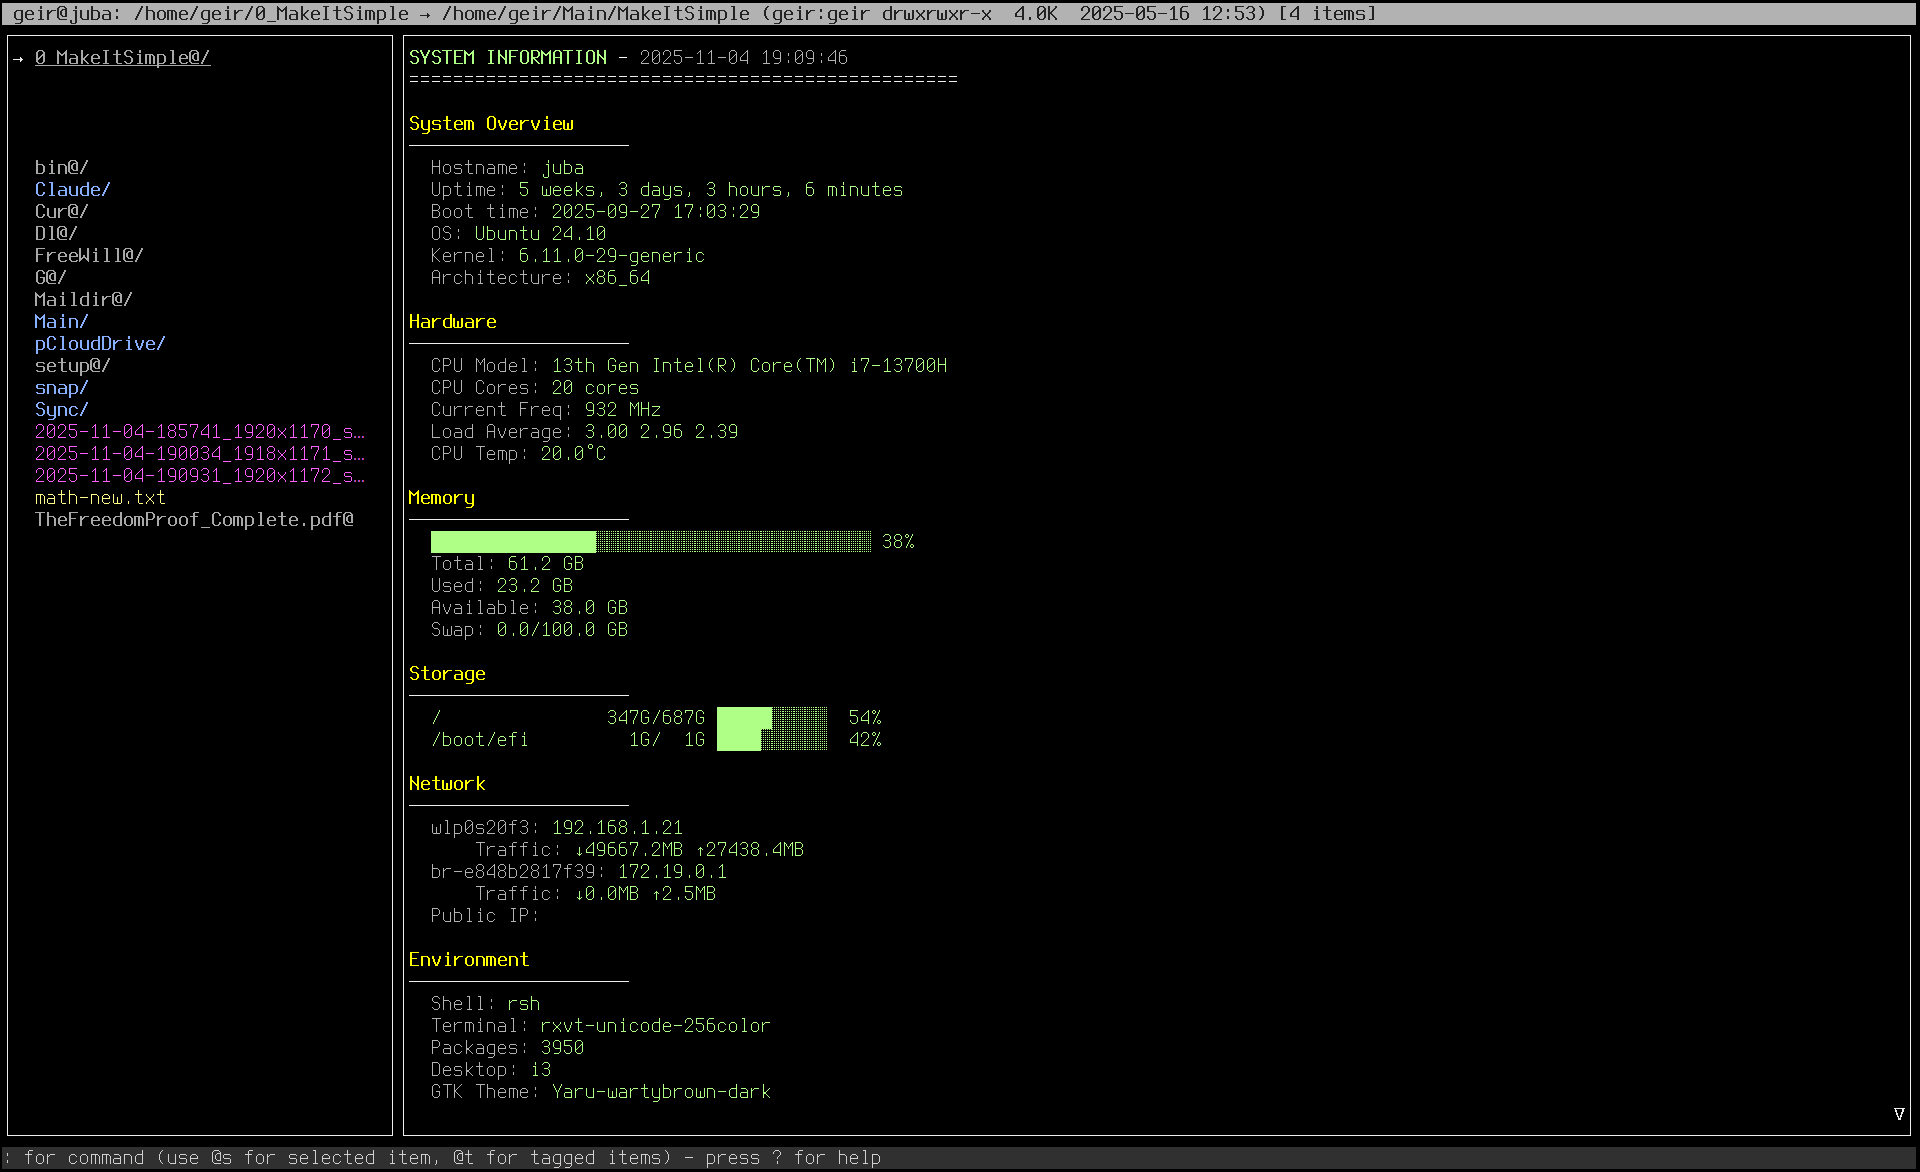 geir@juba: /home/geir/0_MakeItSimple → /home/geir/Main/MakeItSimple (geir:geir drwxrwxr-x  4.0K  2025-05-16 12:53) [4 items]
→ 0_MakeItSimple@/
bin@/
Claude/
Cur@/
Dl@/
FreeWill@/
G@/
Maildir@/
Main/
pCloudDrive/
setup@/
snap/
Sync/
2025-11-04-185741_1920x1170_s…
2025-11-04-190034_1918x1171_s…
2025-11-04-190931_1920x1172_s…
math-new.txt
TheFreedomProof_Complete.pdf@
SYSTEM INFORMATION - 2025-11-04 19:09:46
==================================================
System Overview
Hostname: juba
Uptime: 5 weeks, 3 days, 3 hours, 6 minutes
Boot time: 2025-09-27 17:03:29
OS: Ubuntu 24.10
Kernel: 6.11.0-29-generic
Architecture: x86_64
Hardware
CPU Model: 13th Gen Intel(R) Core(TM) i7-13700H
CPU Cores: 20 cores
Current Freq: 932 MHz
Load Average: 3.00 2.96 2.39
CPU Temp: 20.0°C
Memory
38%
Total: 61.2 GB
Used: 23.2 GB
Available: 38.0 GB
Swap: 0.0/100.0 GB
Storage
/ 347G/687G 54%
/boot/efi 1G/  1G 42%
Network
wlp0s20f3: 192.168.1.21
Traffic: ↓49667.2MB ↑27438.4MB
br-e848b2817f39: 172.19.0.1
Traffic: ↓0.0MB ↑2.5MB
Public IP:
Environment
Shell: rsh
Terminal: rxvt-unicode-256color
Packages: 3950
Desktop: i3
GTK Theme: Yaru-wartybrown-dark
∇
: for command (use @s for selected item, @t for tagged items) - press ? for help